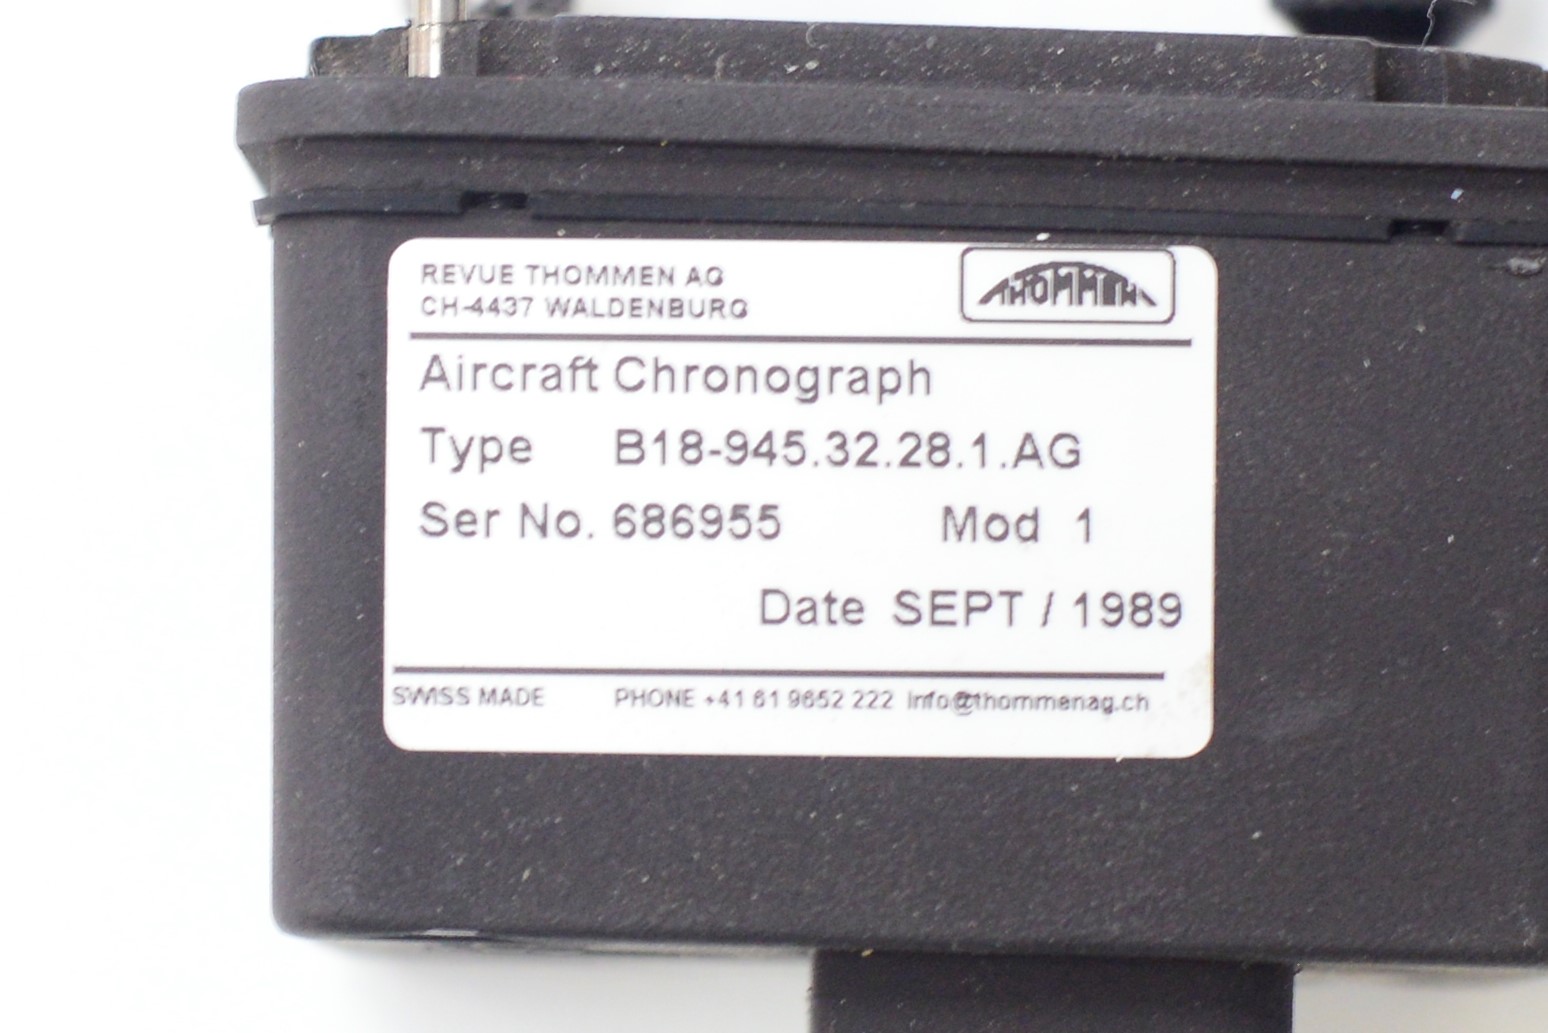 REVUE THOMMEN AG
CH-4437 WALDENBURG
THOMMEN
Aircraft Chronograph
Type B18-945.32.28.1.AG
Ser No. 686955 Mod 1
Date SEPT / 1989
SWISS MADE PHONE +41 61 9652 222 Info@thommenag.ch